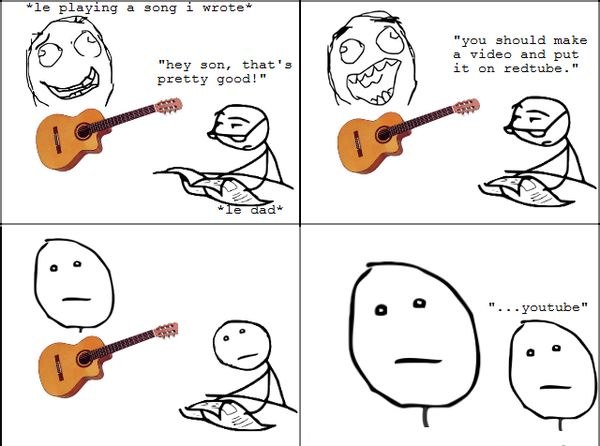 *le playing a song i wrote*
"hey son, that's
pretty good!"
*le dad*
"you should make
a video and put
it on redtube."
"...youtube"